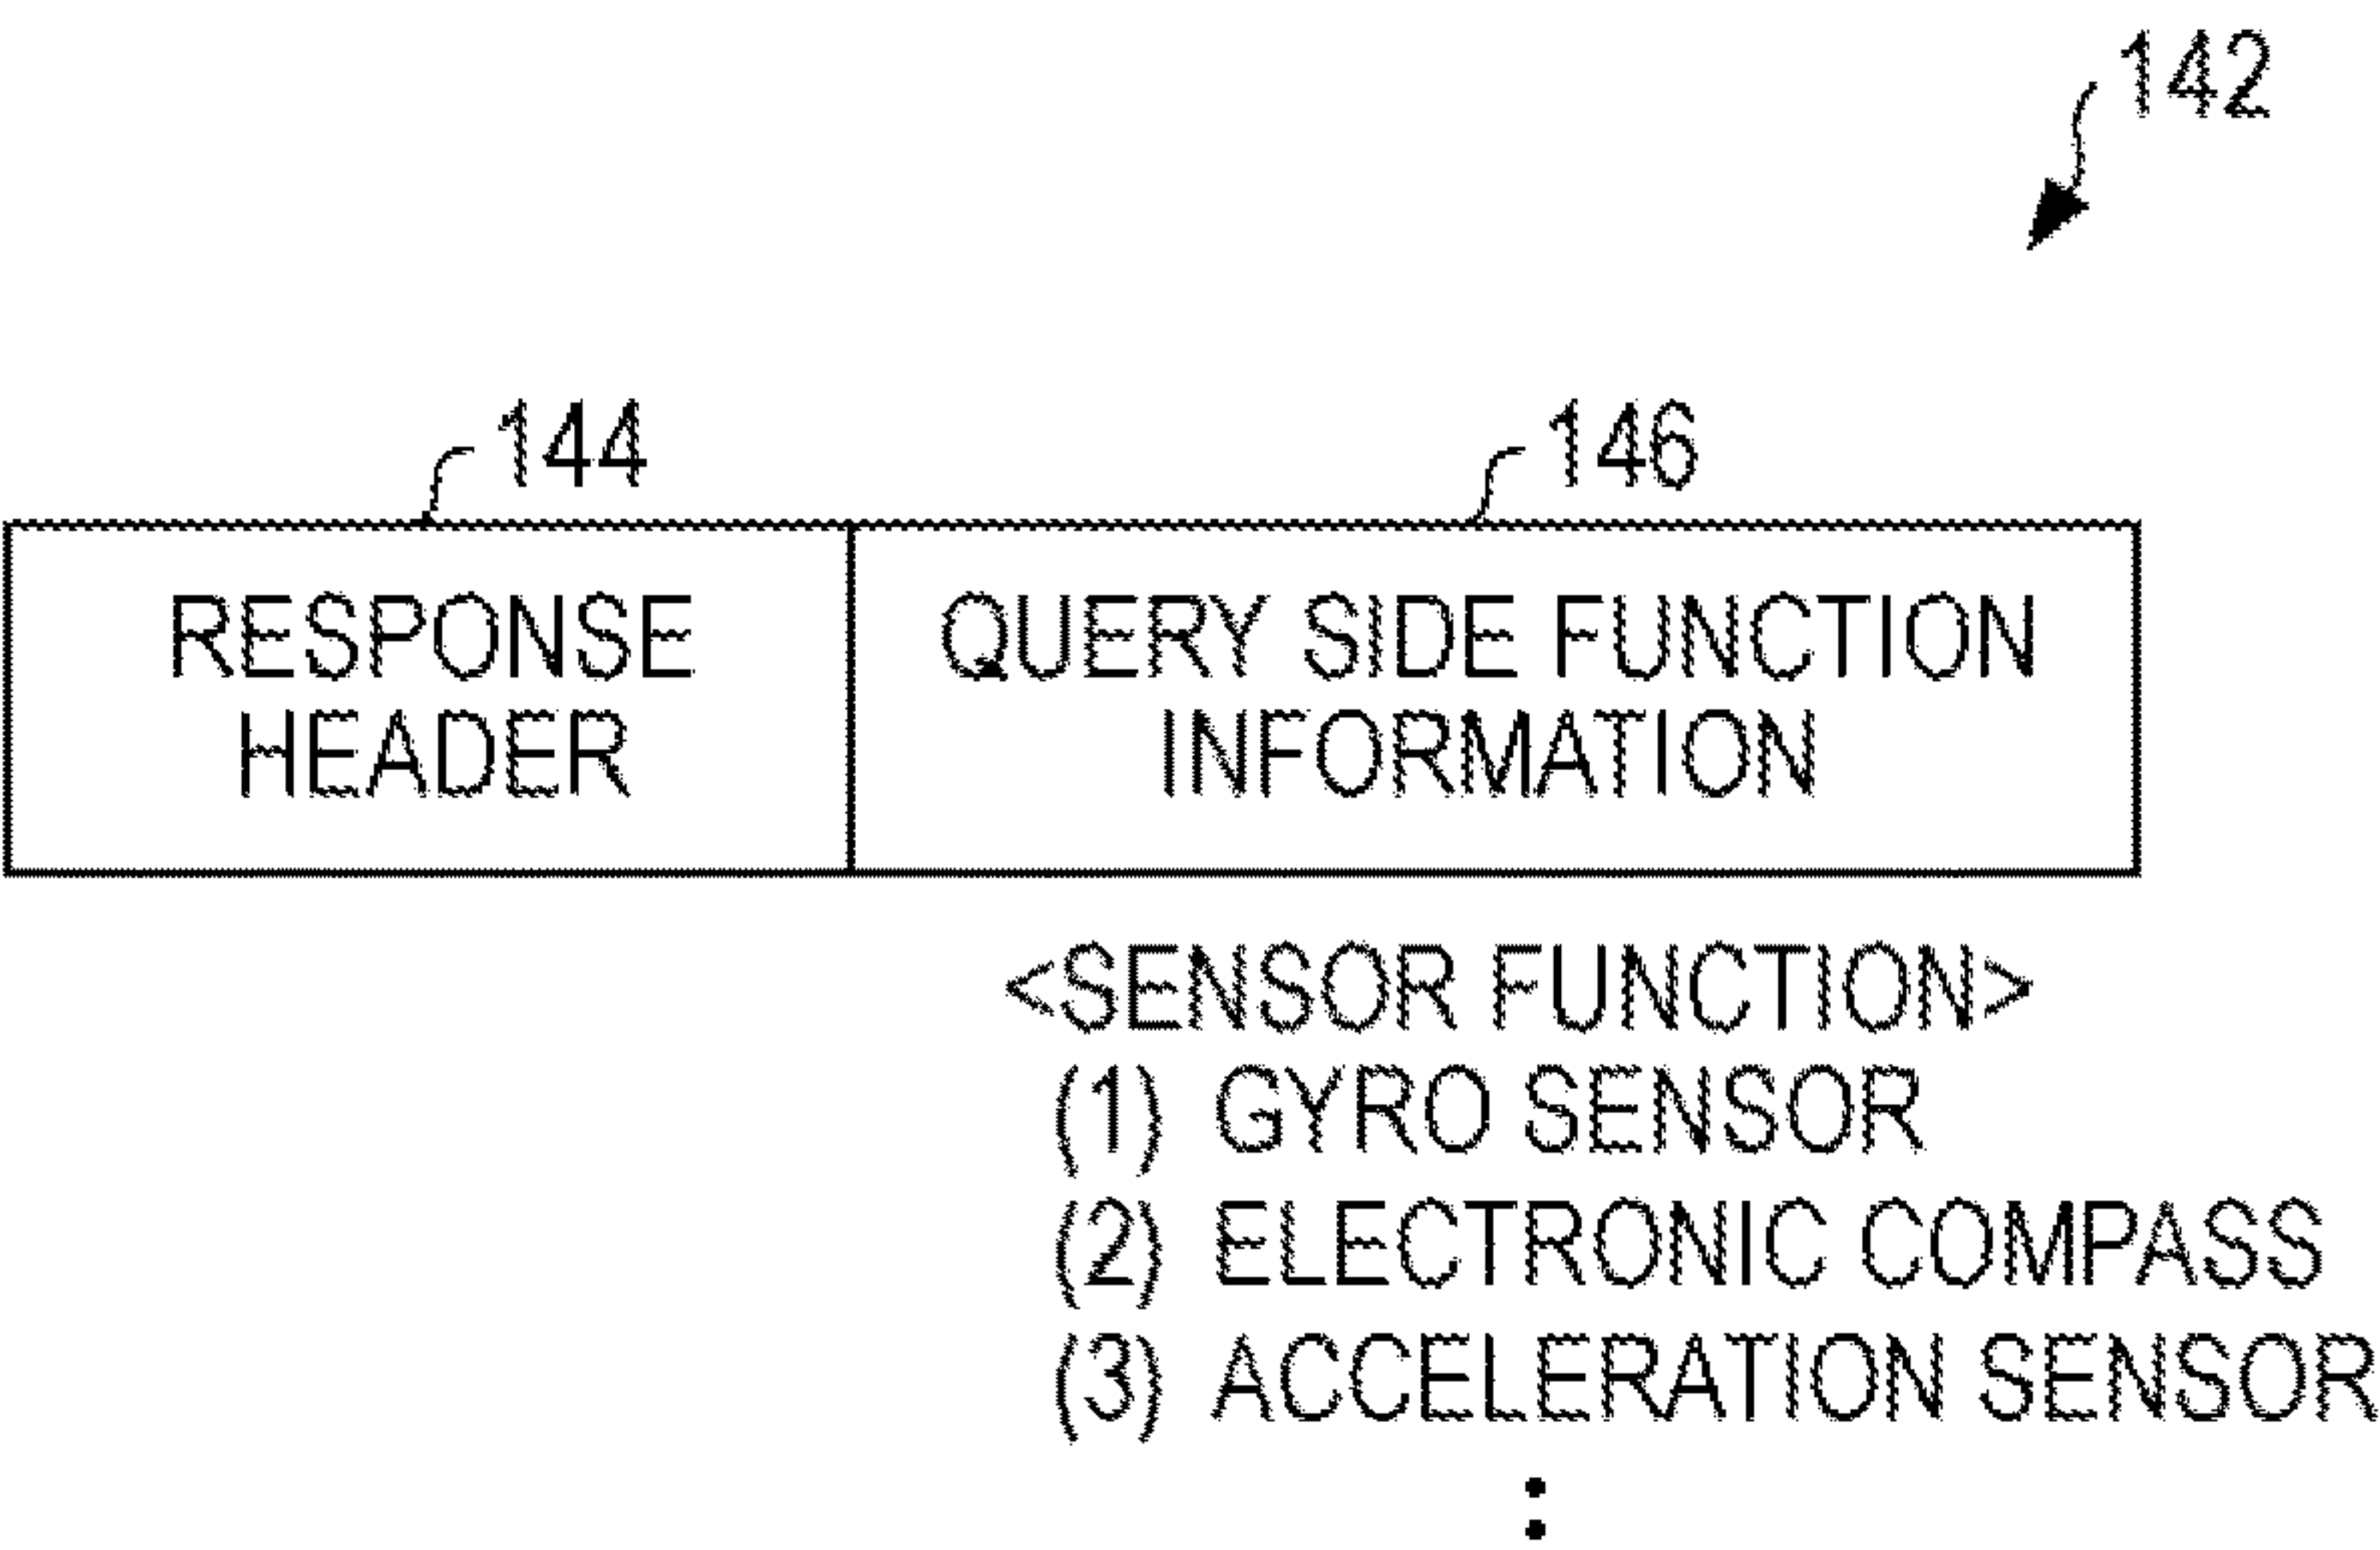 142
144
146
RESPONSE
HEADER
QUERY SIDE FUNCTION
INFORMATION
<SENSOR FUNCTION>
(1) GYRO SENSOR
(2) ELECTRONIC COMPASS
(3) ACCELERATION SENSOR
: